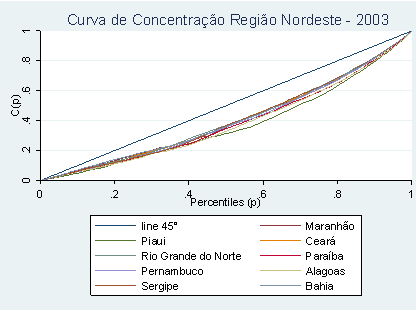 Curva de Concentração Região Nordeste - 2003
C(p)
1
.8
.6
.4
.2
0
0 .2 .4 .6 .8 1
Percentiles (p)
line 45° Maranhão
Piaui Ceará
Rio Grande do Norte Paraíba
Pernambuco Alagoas
Sergipe Bahia